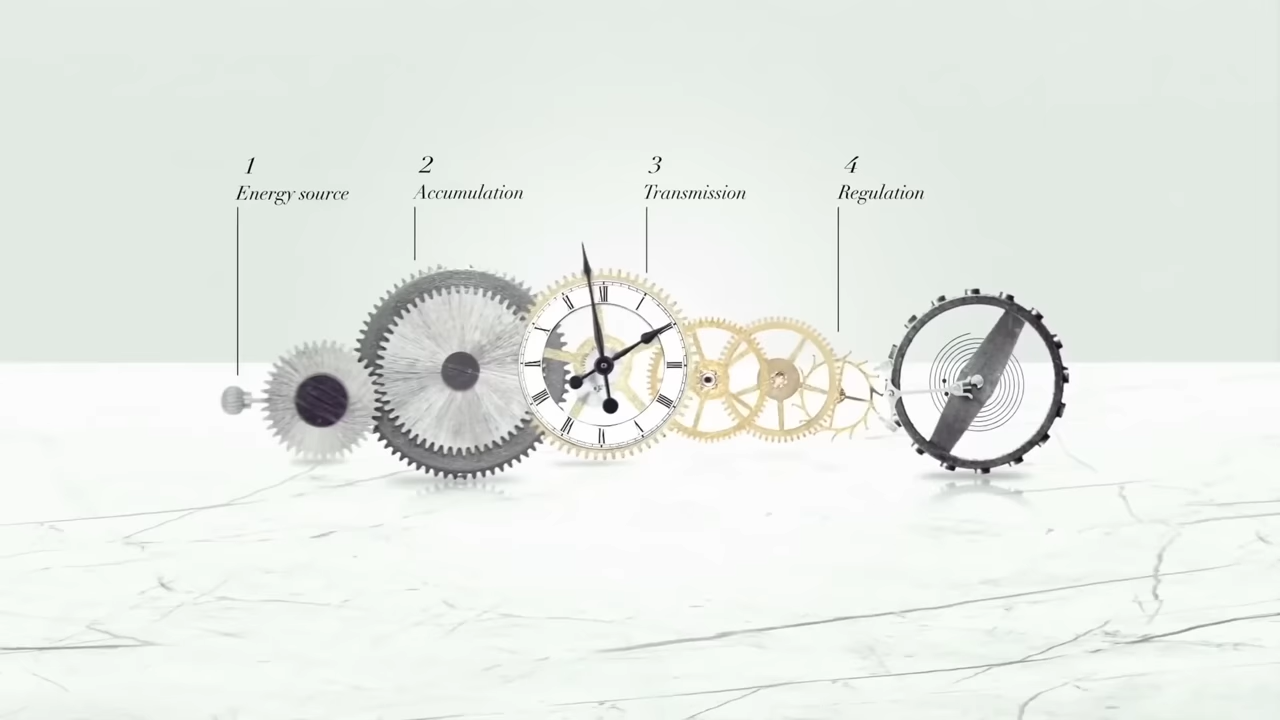 1
Energy source
2
Accumulation
3
Transmission
4
Regulation